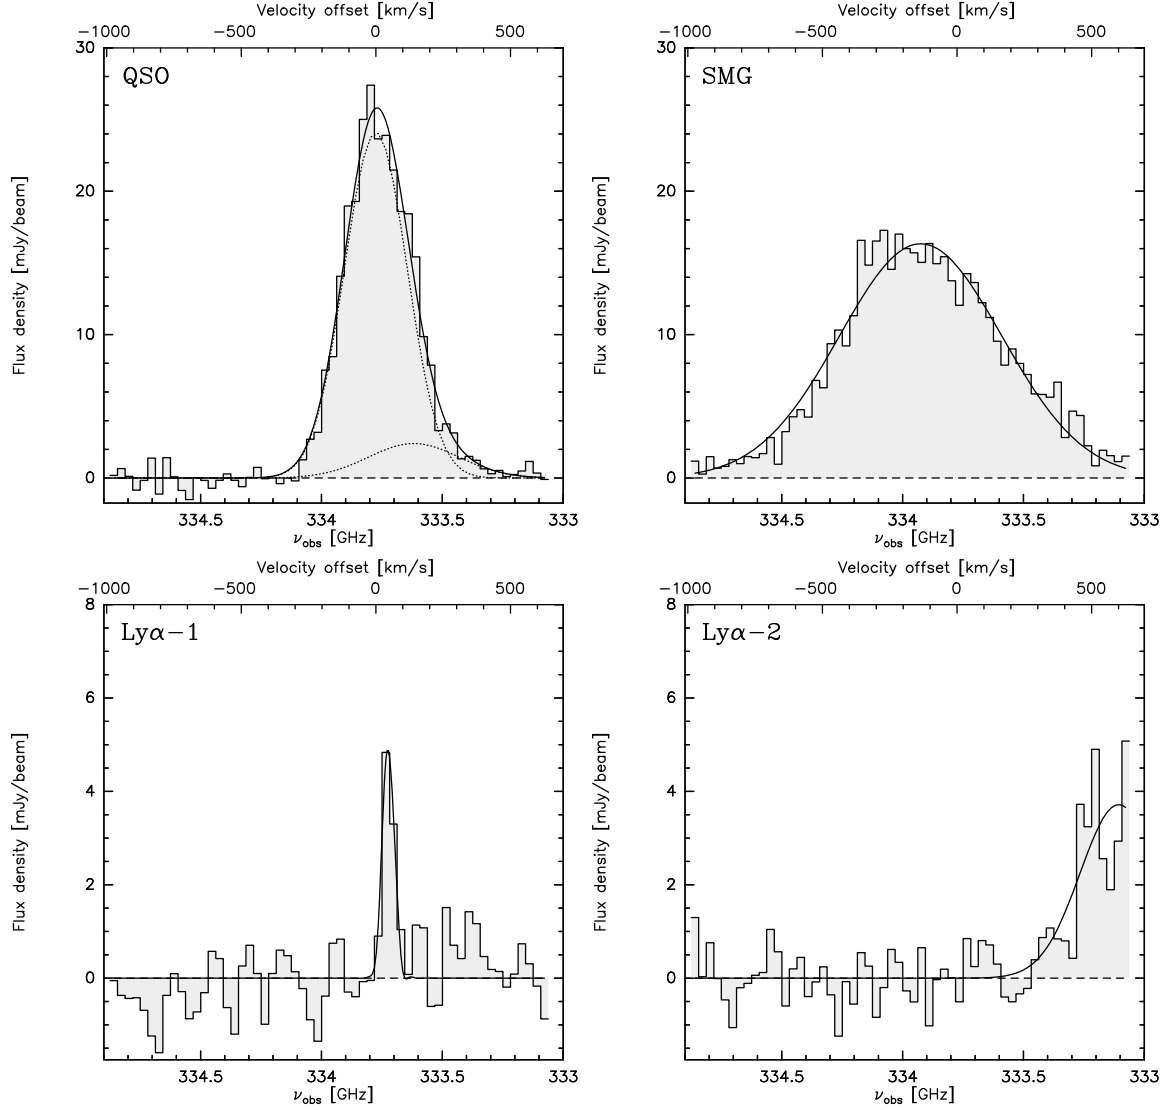 Velocity offset [km/s] Velocity offset [km/s]
−1000 −500 0 500 −1000 −500 0 500
30 30
QSO SMG
20 20
Flux density [mJy/beam] Flux density [mJy/beam]
10 10
0 0
334.5 334 333.5 333 334.5 334 333.5 333
νobs [GHz] νobs [GHz]
Velocity offset [km/s] Velocity offset [km/s]
−1000 −500 0 500 −1000 −500 0 500
8 8
Lyα−1 Lyα−2
6 6
Flux density [mJy/beam] Flux density [mJy/beam]
4 4
2 2
0 0
334.5 334 333.5 333 334.5 334 333.5 333
νobs [GHz] νobs [GHz]